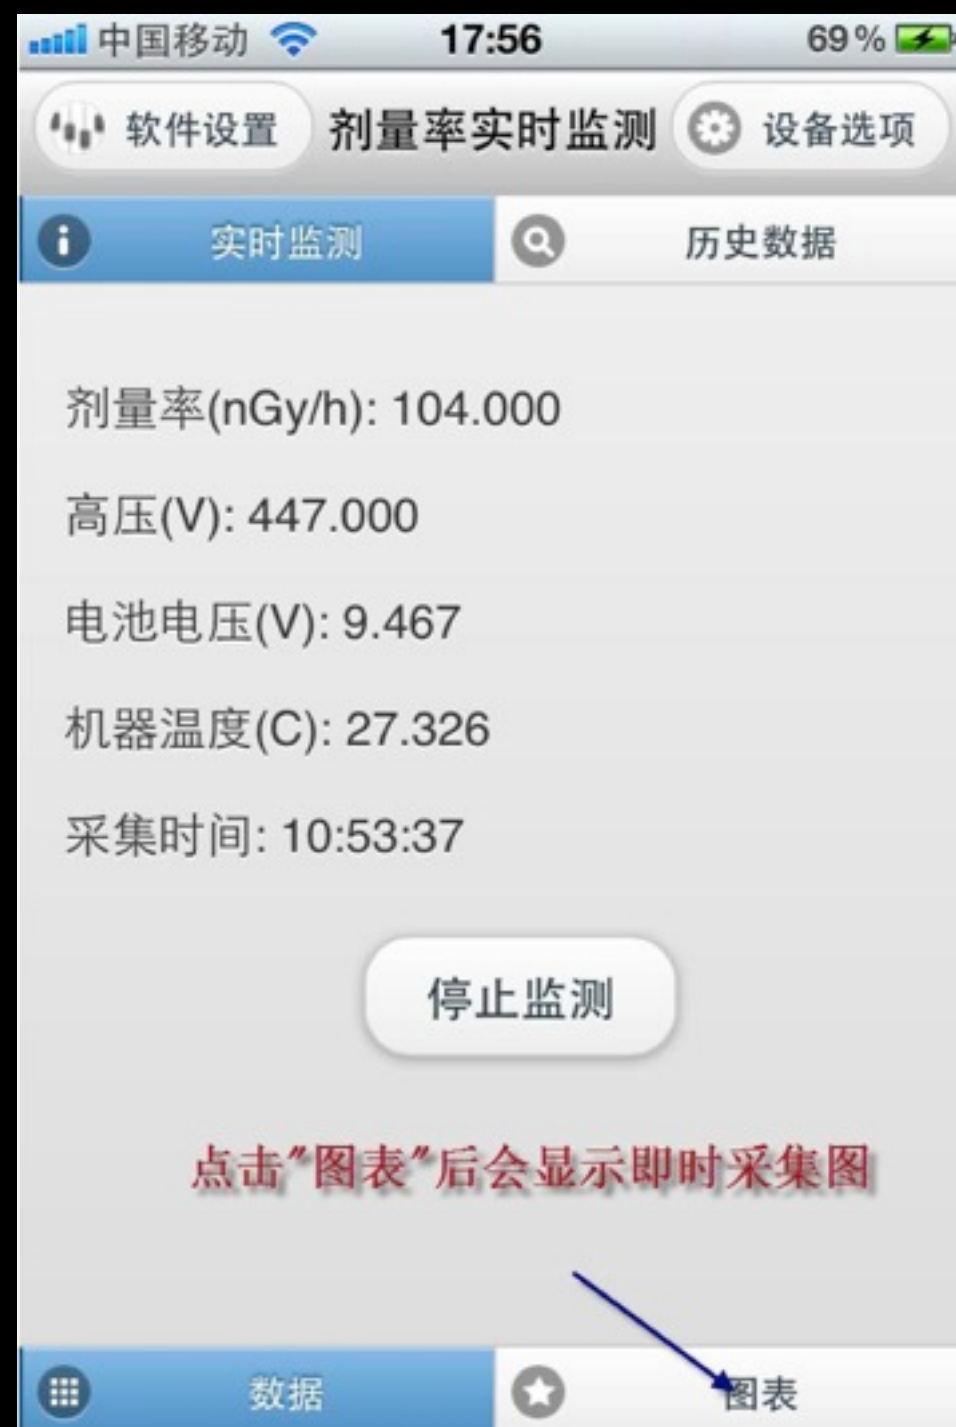 中国移动 17:56 69%
软件设置 剂量率实时监测 设备选项
实时监测 历史数据
剂量率(nGy/h): 104.000
高压(V): 447.000
电池电压(V): 9.467
机器温度(C): 27.326
采集时间: 10:53:37
停止监测
点击"图表"后会显示即时采集图
数据 图表